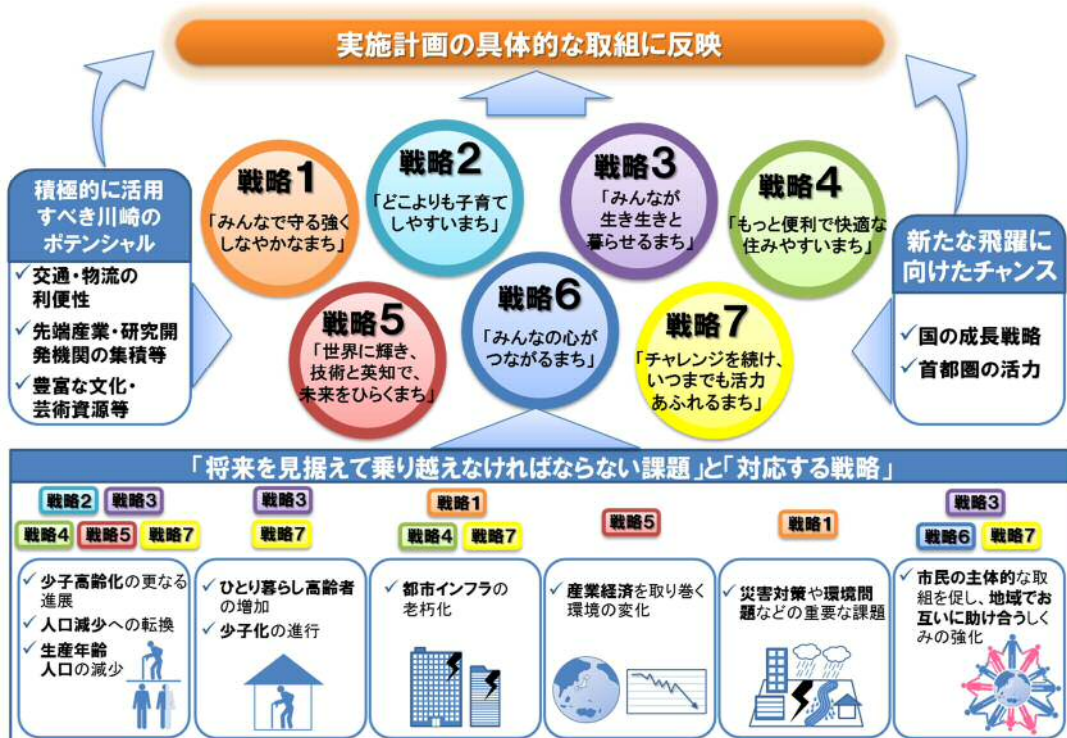 実施計画の具体的な取組に反映
戦略1
「みんなで守る強く
しなやかなまち」
戦略2
「どこよりも子育て
しやすいまち」
戦略3
「みんなが
生き生きと
暮らせるまち」
戦略4
「もっと便利で快適な
住みやすいまち」
積極的に活用
すべき川崎の
ポテンシャル
✓交通・物流の
利便性
✓先端産業・研究開
発機関の集積等
✓豊富な文化・
芸術資源等
戦略5
「世界に輝き、
技術と英知で、
未来をひらくまち」
戦略6
「みんなの心が
つながるまち」
戦略7
「チャレンジを続け、
いつまでも活力
あふれるまち」
新たな飛躍に
向けたチャンス
✓国の成長戦略
✓首都圏の活力
「将来を見据えて乗り越えなければならない課題」と「対応する戦略」
戦略2 戦略3
戦略4 戦略5 戦略7
✓少子高齢化の更なる
進展
✓人口減少への転換
✓生産年齢
人口の減少
戦略3
戦略7
✓ひとり暮らし高齢者
の増加
✓少子化の進行
戦略1
戦略4 戦略7
✓都市インフラの
老朽化
戦略5
✓産業経済を取り巻く
環境の変化
戦略1
✓災害対策や環境問
題などの重要な課題
戦略3
戦略6 戦略7
✓市民の主体的な取
組を促し、地域でお
互いに助け合うしく
みの強化